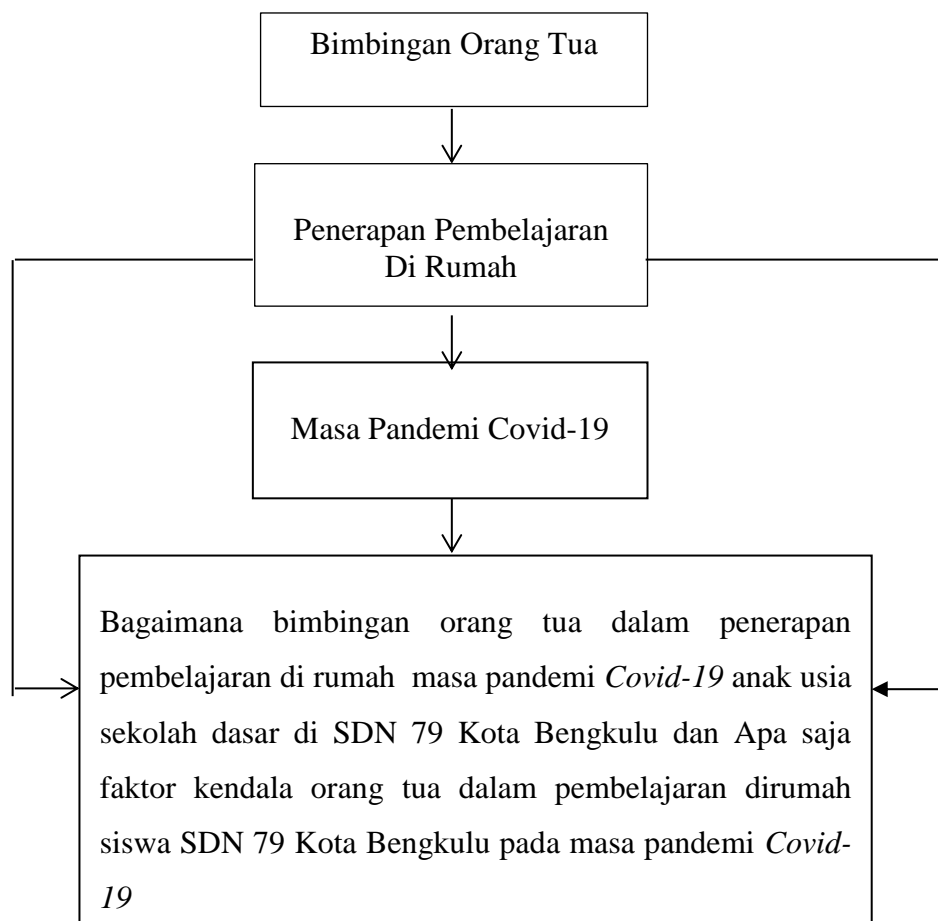 Bimbingan Orang Tua
Penerapan Pembelajaran
Di Rumah
Masa Pandemi Covid-19
Bagaimana bimbingan orang tua dalam penerapan
pembelajaran di rumah masa pandemi Covid-19 anak usia
sekolah dasar di SDN 79 Kota Bengkulu dan Apa saja
faktor kendala orang tua dalam pembelajaran dirumah
siswa SDN 79 Kota Bengkulu pada masa pandemi Covid-
19